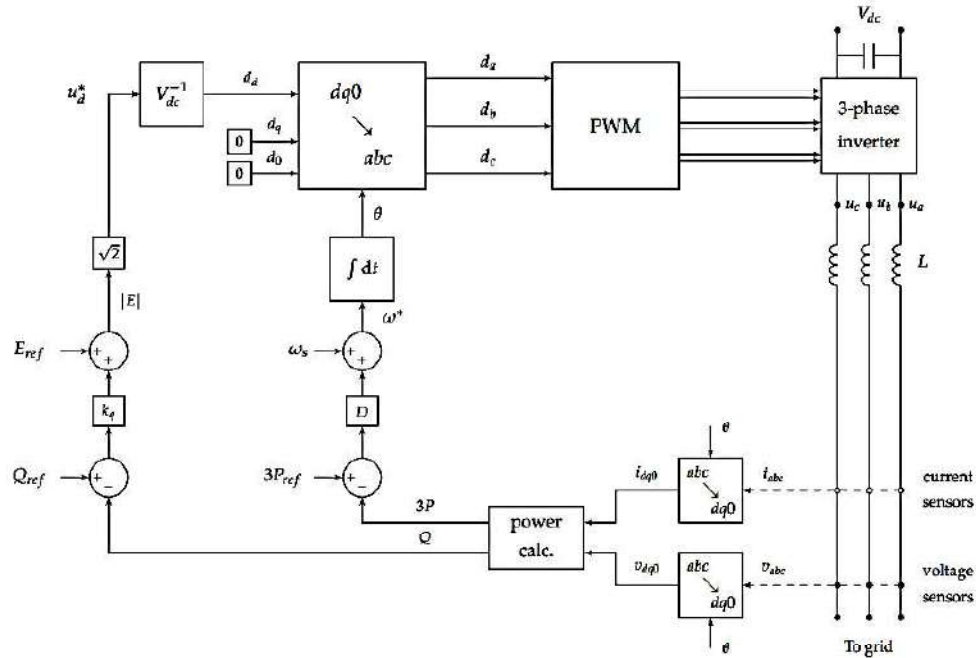 V_dc
u_d^*
V_dc^{-1}
d_d
dq0
abc
d_a
PWM
3-phase
inverter
0
d_q
d_b
0
d_0
d_c
θ
u_c
u_b
u_a
√2
∫ dt
L
|E|
ω*
E_ref
+
+
ω_s
+
+
k_q
D
θ
Q_ref
+
−
3P_ref
+
−
i_dq0
abc
dq0
i_abc
current
sensors
3P
Q
power
calc.
v_dq0
abc
dq0
v_abc
voltage
sensors
θ
To grid